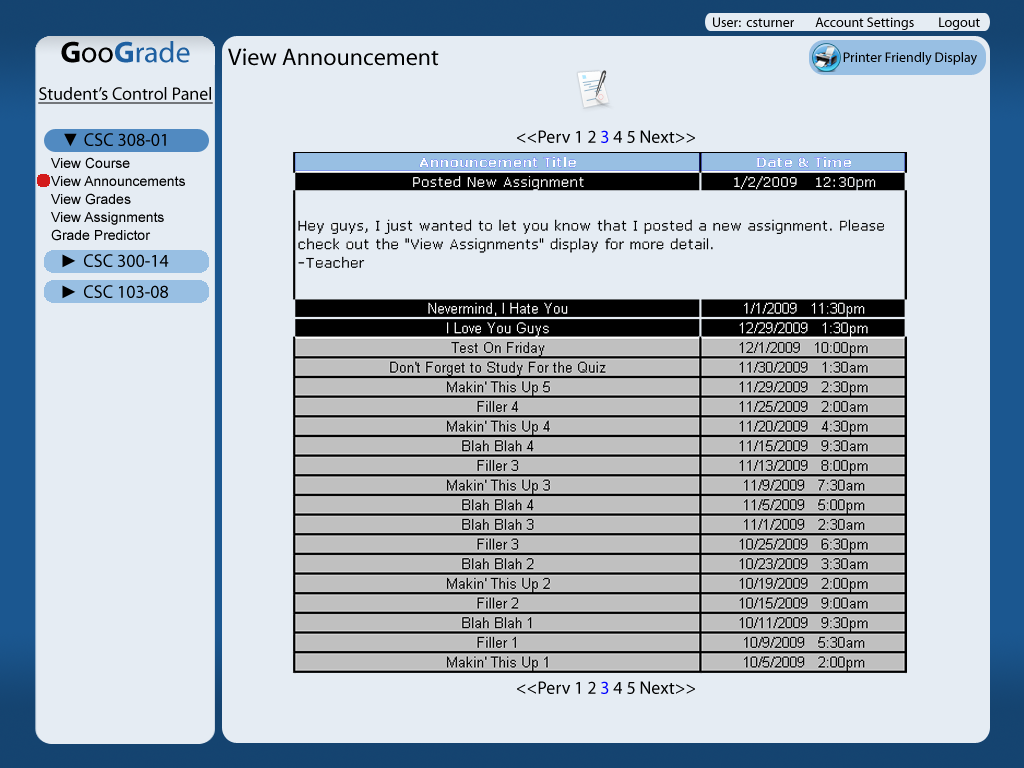 User: csturner Account Settings Logout
GooGrade
Student's Control Panel
▼ CSC 308-01
View Course
View Announcements
View Grades
View Assignments
Grade Predictor
► CSC 300-14
► CSC 103-08
View Announcement
Printer Friendly Display
<<Perv 1 2 3 4 5 Next>>
Announcement Title Date & Time
Posted New Assignment 1/2/2009 12:30pm
Hey guys, I just wanted to let you know that I posted a new assignment. Please
check out the "View Assignments" display for more detail.
-Teacher
Nevermind, I Hate You 1/1/2009 11:30pm
I Love You Guys 12/29/2009 1:30pm
Test On Friday 12/1/2009 10:00pm
Don't Forget to Study For the Quiz 11/30/2009 1:30am
Makin' This Up 5 11/29/2009 2:30pm
Filler 4 11/25/2009 2:00am
Makin' This Up 4 11/20/2009 4:30pm
Blah Blah 4 11/15/2009 9:30am
Filler 3 11/13/2009 8:00pm
Makin' This Up 3 11/9/2009 7:30am
Blah Blah 4 11/5/2009 5:00pm
Blah Blah 3 11/1/2009 2:30am
Filler 3 10/25/2009 6:30pm
Blah Blah 2 10/23/2009 3:30am
Makin' This Up 2 10/19/2009 2:00pm
Filler 2 10/15/2009 9:00am
Blah Blah 1 10/11/2009 9:30pm
Filler 1 10/9/2009 5:30am
Makin' This Up 1 10/5/2009 2:00pm
<<Perv 1 2 3 4 5 Next>>